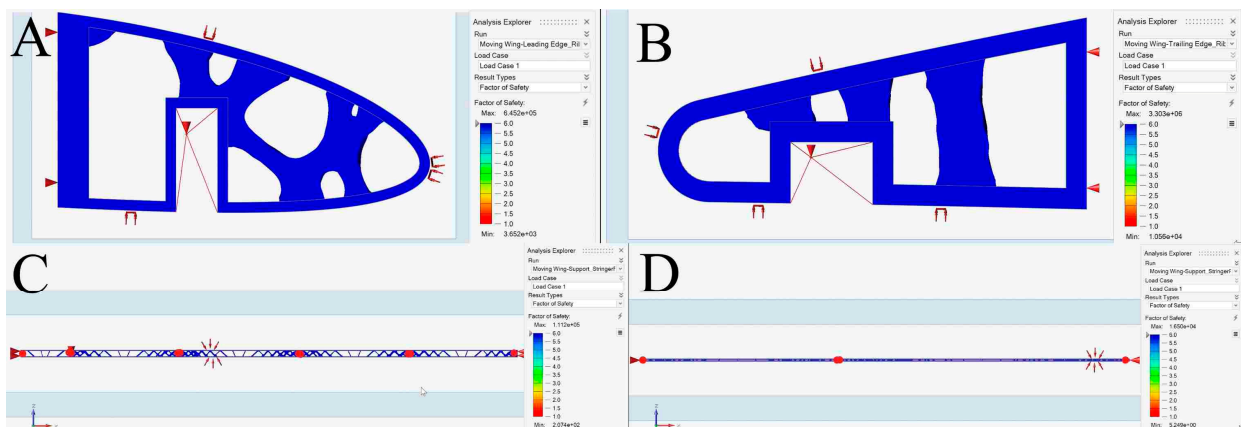 A
Analysis Explorer
Run
Moving Wing-Leading Edge_Ril
Load Case
Load Case 1
Result Types
Factor of Safety
Factor of Safety:
Max: 6.452e+05
6.0
5.5
5.0
4.5
4.0
3.5
3.0
2.5
2.0
1.5
1.0
Min: 3.652e+03
B
Analysis Explorer
Run
Moving Wing-Trailing Edge_Rib
Load Case
Load Case 1
Result Types
Factor of Safety
Factor of Safety:
Max: 3.303e+06
6.0
5.5
5.0
4.5
4.0
3.5
3.0
2.5
2.0
1.5
1.0
Min: 1.056e+04
C
Analysis Explorer
Run
Moving Wing-Support_StringerF
Load Case
Load Case 1
Result Types
Factor of Safety
Factor of Safety:
Max: 1.112e+05
6.0
5.5
5.0
4.5
4.0
3.5
3.0
2.5
2.0
1.5
1.0
Min: 2.074e+02
Z
D
Analysis Explorer
Run
Moving Wing-Support_StringerF
Load Case
Load Case 1
Result Types
Factor of Safety
Factor of Safety:
Max: 1.650e+04
6.0
5.5
5.0
4.5
4.0
3.5
3.0
2.5
2.0
1.5
1.0
Min: 5.249e+00
Z